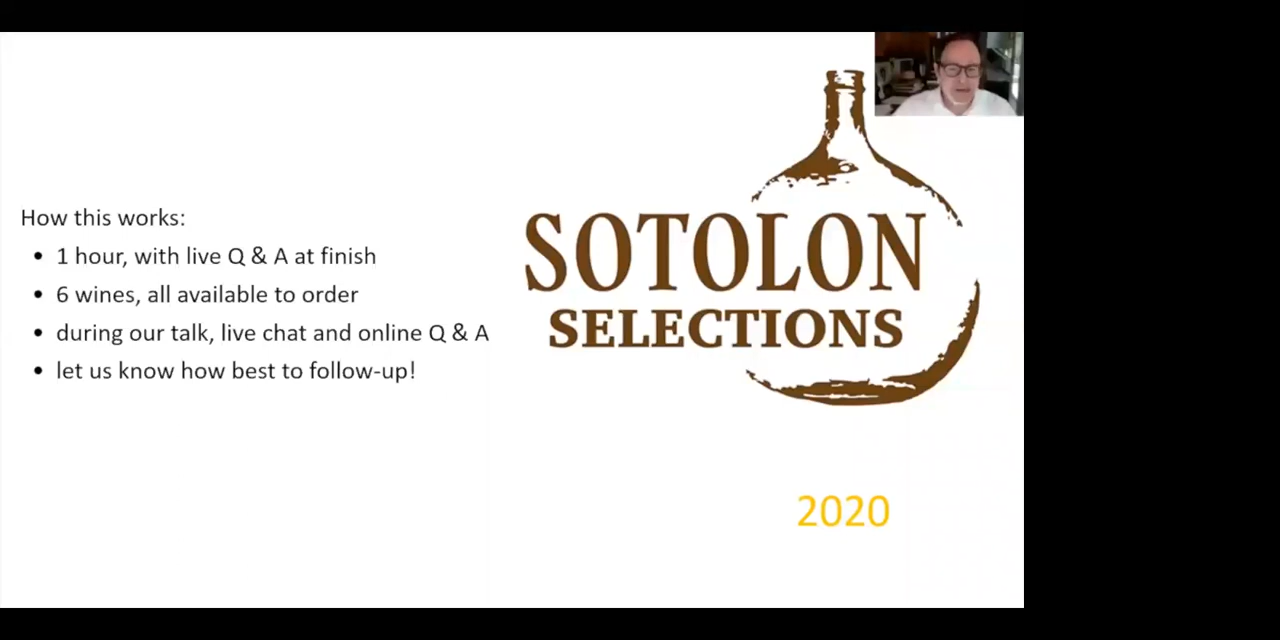 How this works:
• 1 hour, with live Q & A at finish
• 6 wines, all available to order
• during our talk, live chat and online Q & A
• let us know how best to follow-up!
SOTOLON
SELECTIONS
2020